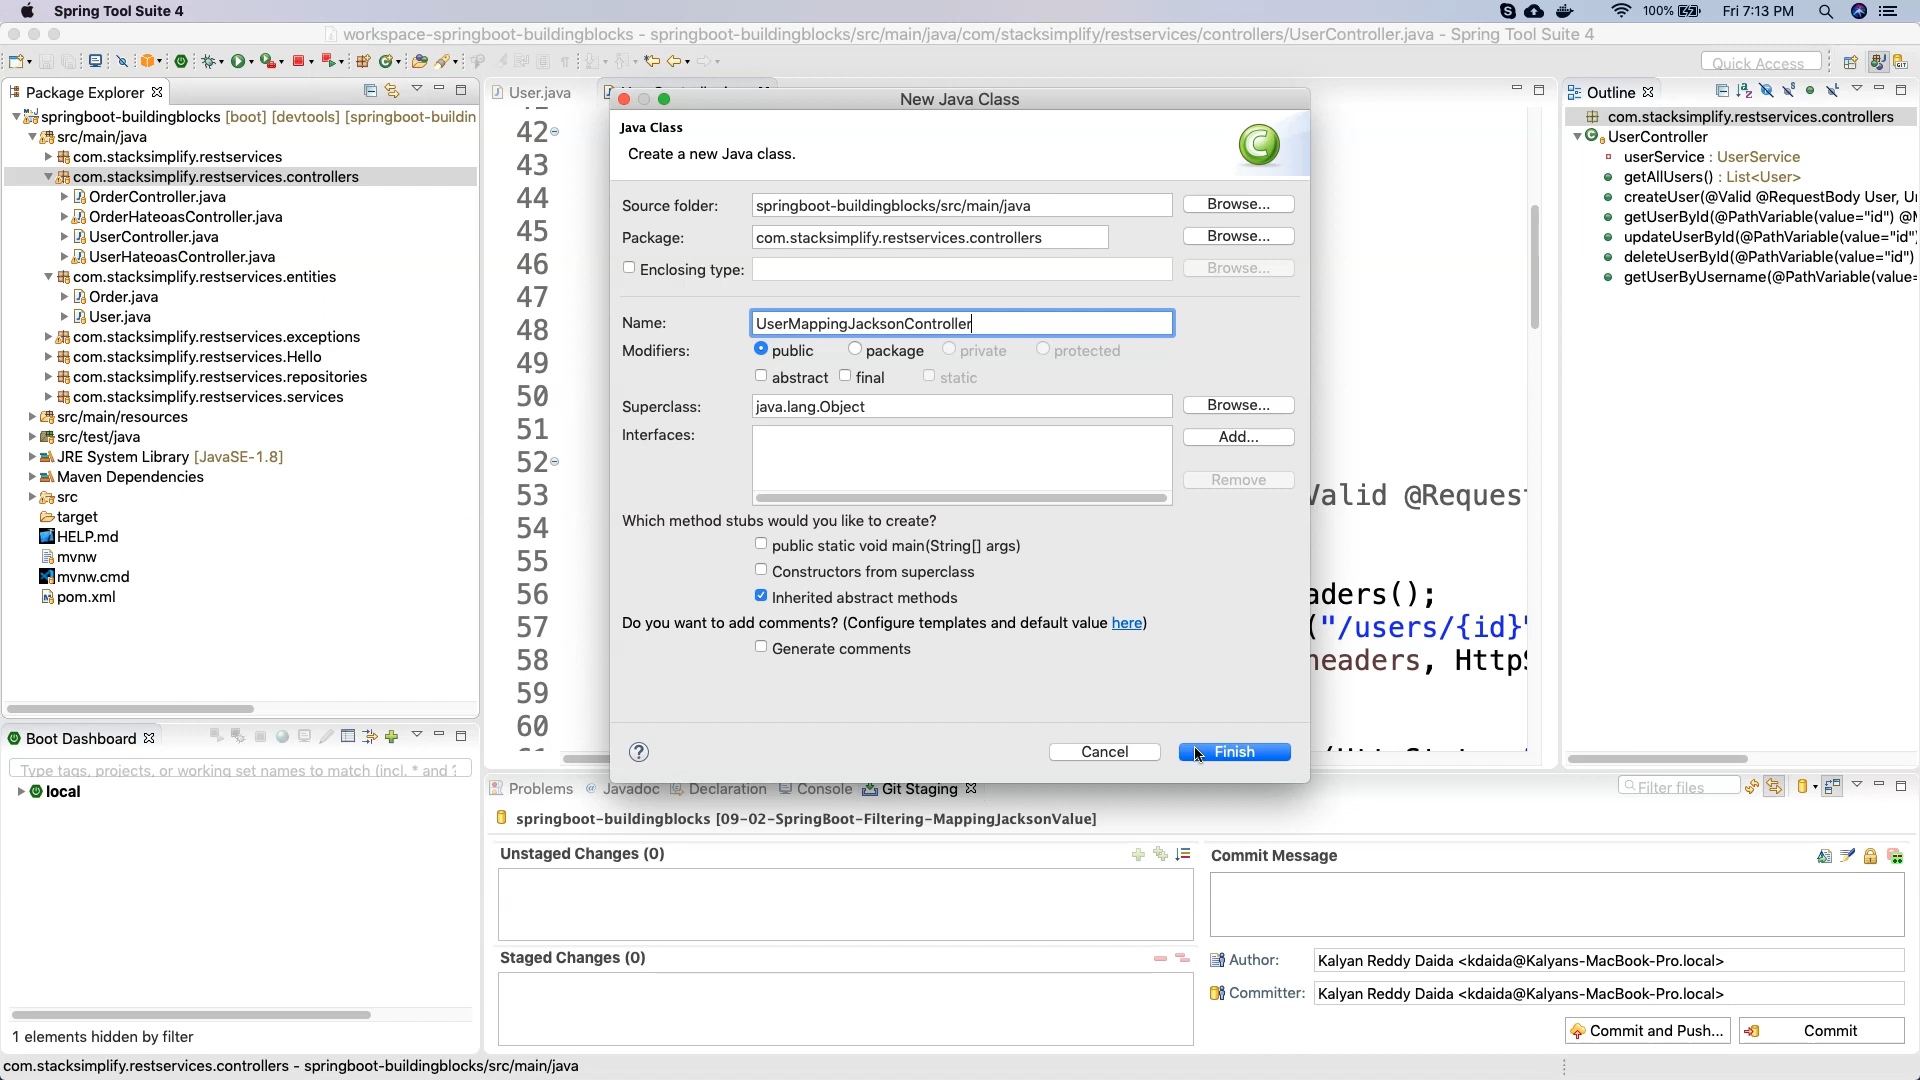 Spring Tool Suite 4
100%
Fri 7:13 PM
workspace-springboot-buildingblocks - springboot-buildingblocks/src/main/java/com/stacksimplify/restservices/controllers/UserController.java - Spring Tool Suite 4
Quick Access
Package Explorer
springboot-buildingblocks [boot] [devtools] [springboot-buildin
src/main/java
com.stacksimplify.restservices
com.stacksimplify.restservices.controllers
OrderController.java
OrderHateoasController.java
UserController.java
UserHateoasController.java
com.stacksimplify.restservices.entities
Order.java
User.java
com.stacksimplify.restservices.exceptions
com.stacksimplify.restservices.Hello
com.stacksimplify.restservices.repositories
com.stacksimplify.restservices.services
src/main/resources
src/test/java
JRE System Library [JavaSE-1.8]
Maven Dependencies
src
target
HELP.md
mvnw
mvnw.cmd
pom.xml
Boot Dashboard
Type tags, projects, or working set names to match (incl. * and ?
local
1 elements hidden by filter
com.stacksimplify.restservices.controllers - springboot-buildingblocks/src/main/java
User.java
42
43
44
45
46
47
48
49
50
51
52
53
54
55
56
57
58
59
60
Valid @Reques
aders();
("/users/{id}"
headers, Http
New Java Class
Java Class
Create a new Java class.
Source folder:
springboot-buildingblocks/src/main/java
Browse...
Package:
com.stacksimplify.restservices.controllers
Browse...
Enclosing type:
Browse...
Name:
UserMappingJacksonController
Modifiers:
public
package
private
protected
abstract
final
static
Superclass:
java.lang.Object
Browse...
Interfaces:
Add...
Remove
Which method stubs would you like to create?
public static void main(String[] args)
Constructors from superclass
Inherited abstract methods
Do you want to add comments? (Configure templates and default value here)
Generate comments
?
Cancel
Finish
Outline
com.stacksimplify.restservices.controllers
UserController
userService : UserService
getAllUsers() : List<User>
createUser(@Valid @RequestBody User, U
getUserById(@PathVariable(value="id") @M
updateUserById(@PathVariable(value="id"
deleteUserById(@PathVariable(value="id")
getUserByUsername(@PathVariable(value=
Problems
Javadoc
Declaration
Console
Git Staging
Filter files
springboot-buildingblocks [09-02-SpringBoot-Filtering-MappingJacksonValue]
Unstaged Changes (0)
Staged Changes (0)
Commit Message
Author:
Kalyan Reddy Daida <kdaida@Kalyans-MacBook-Pro.local>
Committer:
Kalyan Reddy Daida <kdaida@Kalyans-MacBook-Pro.local>
Commit and Push...
Commit